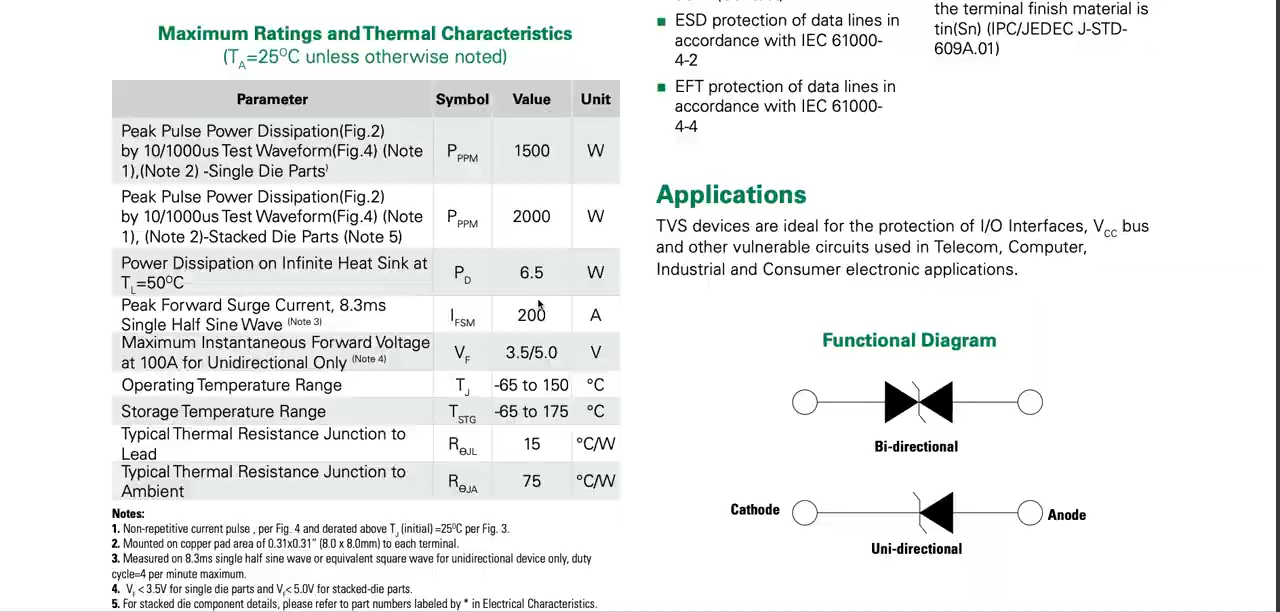 Maximum Ratings and Thermal Characteristics
(TA=25OC unless otherwise noted)
Parameter Symbol Value Unit
Peak Pulse Power Dissipation(Fig.2)
by 10/1000us Test Waveform(Fig.4) (Note
1),(Note 2) -Single Die Parts)
PPPM 1500 W
Peak Pulse Power Dissipation(Fig.2)
by 10/1000us Test Waveform(Fig.4) (Note
1), (Note 2)-Stacked Die Parts (Note 5)
PPPM 2000 W
Power Dissipation on Infinite Heat Sink at
TL=50OC
PD 6.5 W
Peak Forward Surge Current, 8.3ms
Single Half Sine Wave (Note 3)
IFSM 200 A
Maximum Instantaneous Forward Voltage
at 100A for Unidirectional Only (Note 4)
VF 3.5/5.0 V
Operating Temperature Range TJ -65 to 150 °C
Storage Temperature Range TSTG -65 to 175 °C
Typical Thermal Resistance Junction to
Lead
RΘJL 15 °C/W
Typical Thermal Resistance Junction to
Ambient
RΘJA 75 °C/W
Notes:
1. Non-repetitive current pulse , per Fig. 4 and derated above TJ (initial) =25OC per Fig. 3.
2. Mounted on copper pad area of 0.31x0.31" (8.0 x 8.0mm) to each terminal.
3. Measured on 8.3ms single half sine wave or equivalent square wave for unidirectional device only, duty
cycle=4 per minute maximum.
4. VF < 3.5V for single die parts and VF< 5.0V for stacked-die parts.
5. For stacked die component details, please refer to part numbers labeled by * in Electrical Characteristics.
■ ESD protection of data lines in
accordance with IEC 61000-
4-2
■ EFT protection of data lines in
accordance with IEC 61000-
4-4
the terminal finish material is
tin(Sn) (IPC/JEDEC J-STD-
609A.01)
Applications
TVS devices are ideal for the protection of I/O Interfaces, VCC bus
and other vulnerable circuits used in Telecom, Computer,
Industrial and Consumer electronic applications.
Functional Diagram
Bi-directional
Cathode Anode
Uni-directional